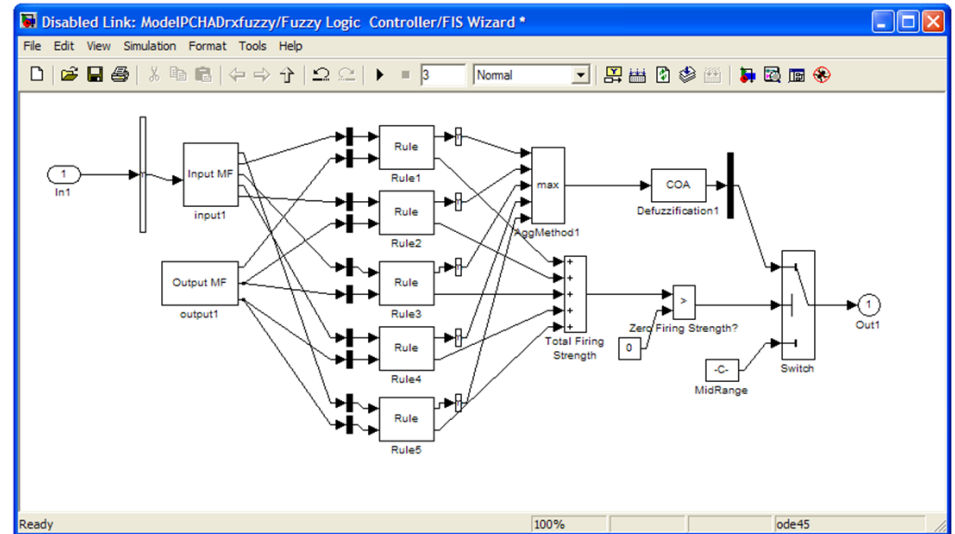 Disabled Link: ModelPCHADrxfuzzy/Fuzzy Logic  Controller/FIS Wizard *
File Edit View Simulation Format Tools Help
3 Normal
1
In1
Input MF
input1
Output MF
output1
Rule
Rule1
Rule
Rule2
Rule
Rule3
Rule
Rule4
Rule
Rule5
max
AggMethod1
+
+
+
+
+
Total Firing
Strength
COA
Defuzzification1
>
Zero Firing Strength?
0
-C-
MidRange
Switch
1
Out1
Ready 100% ode45